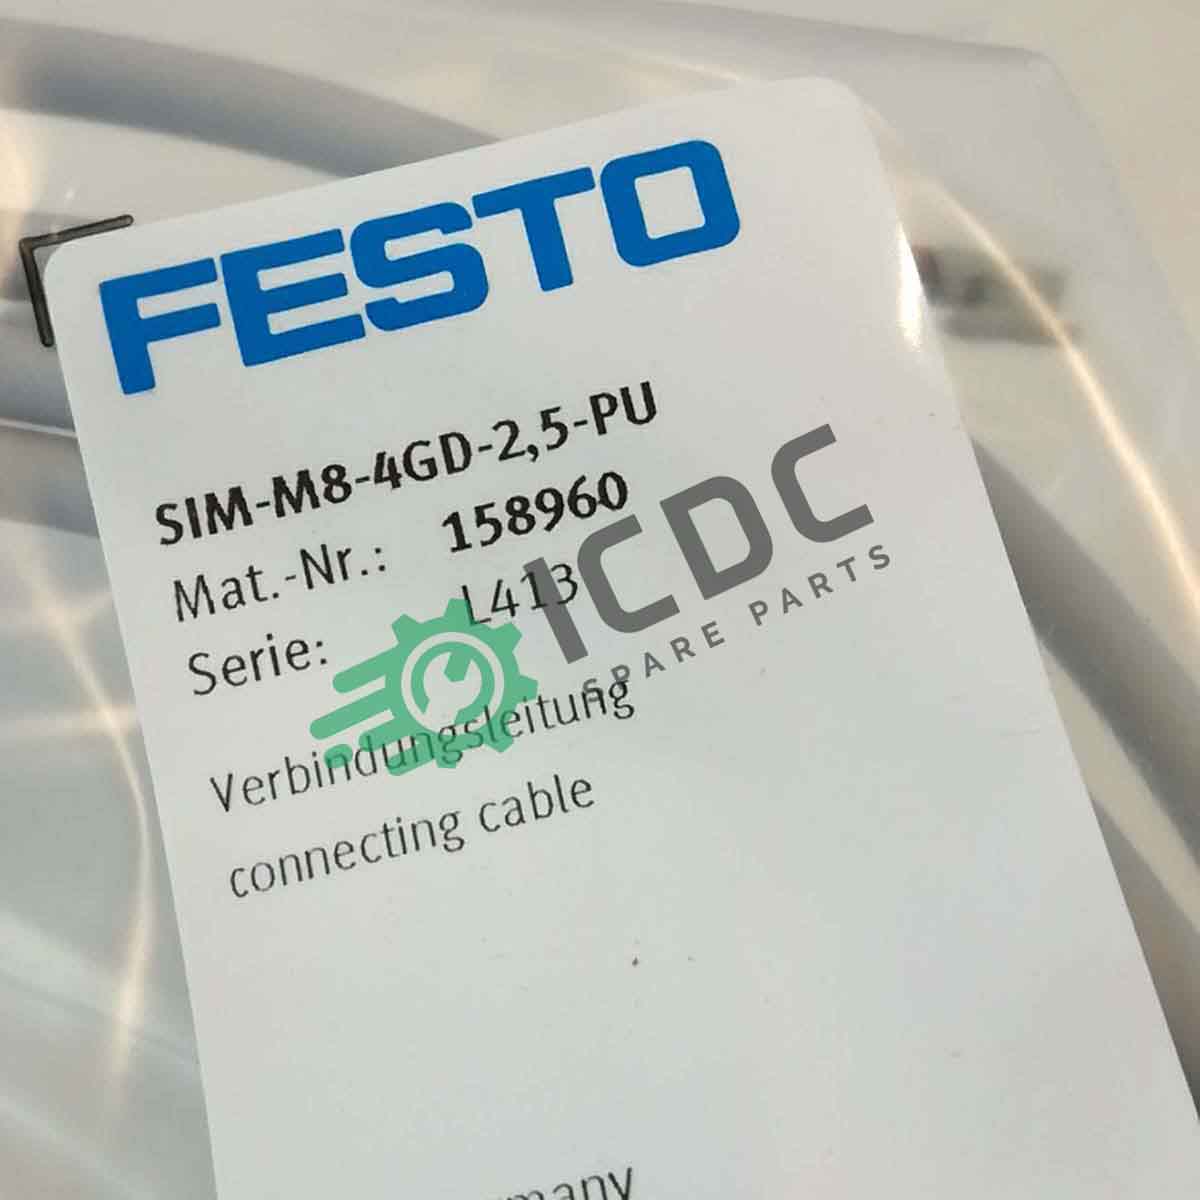 FESTO
SIM-M8-4GD-2,5-PU
Mat.-Nr.: 158960
Serie: L413
Verbindungsleitung
connecting cable
ICDC
SPARE PARTS